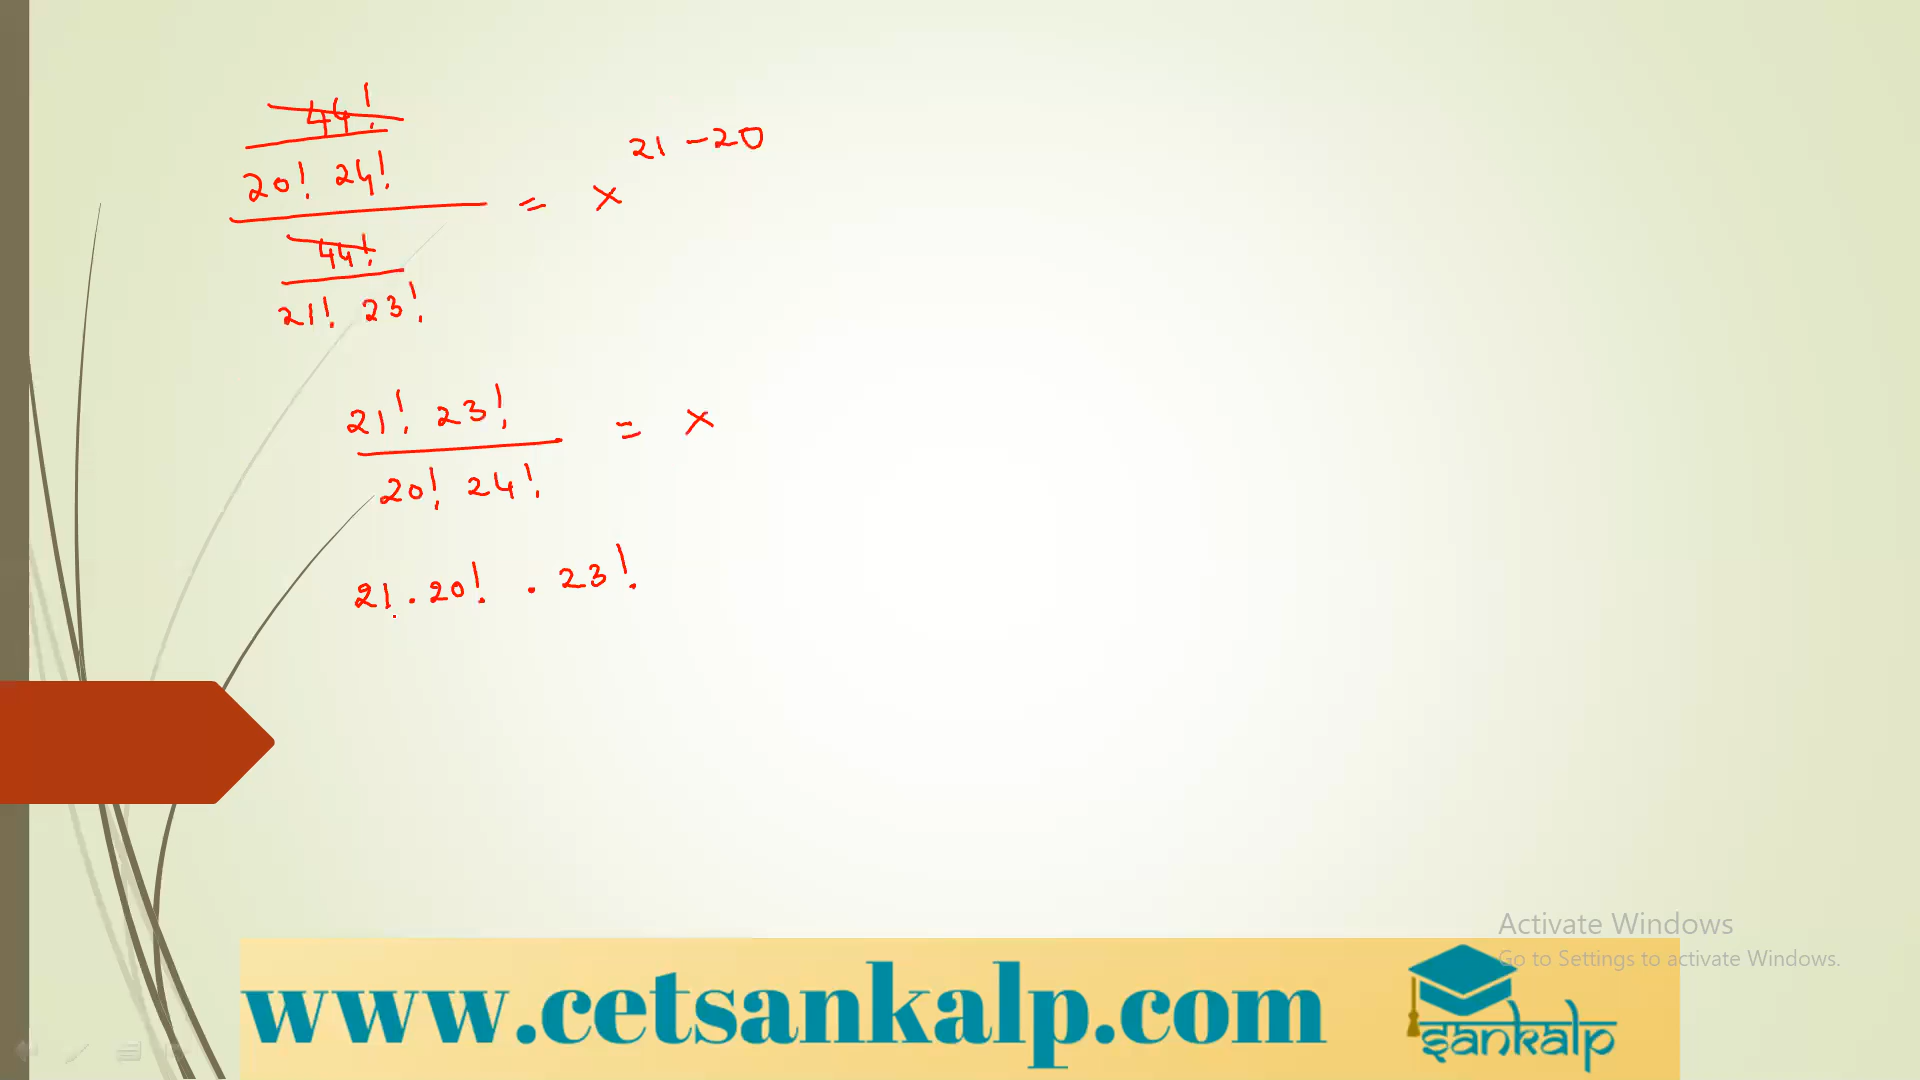 44!
20! 24!
44!
21! 23!
= x 21 - 20
21! 23!
20! 24!
= x
21 . 20! . 23!
Activate Windows
Go to Settings to activate Windows.
www.cetsankalp.com
sankalp